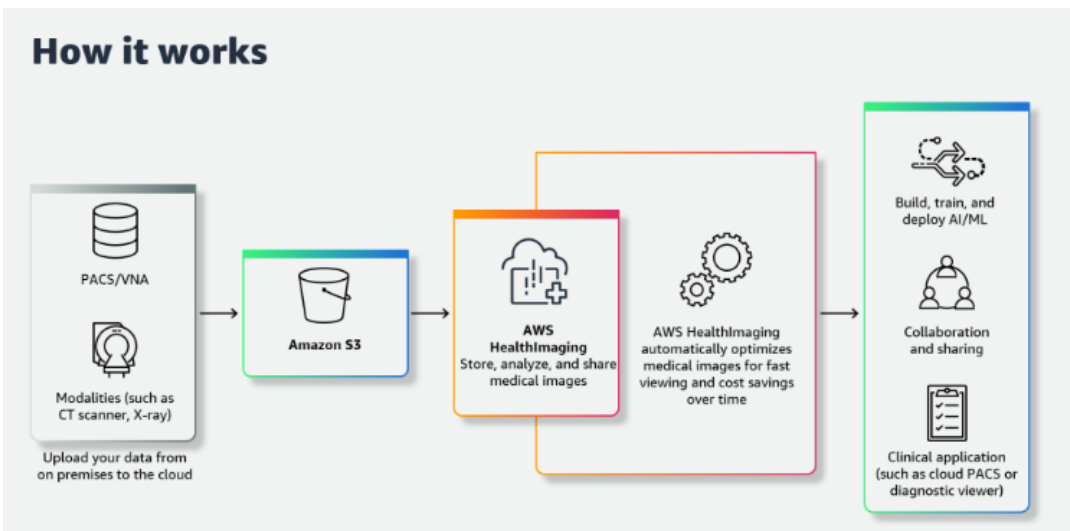 How it works
PACS/VNA
Modalities (such as
CT scanner, X-ray)
Upload your data from
on premises to the cloud
Amazon S3
AWS
HealthImaging
Store, analyze, and share
medical images
AWS HealthImaging
automatically optimizes
medical images for fast
viewing and cost savings
over time
Build, train, and
deploy AI/ML
Collaboration
and sharing
Clinical application
(such as cloud PACS or
diagnostic viewer)